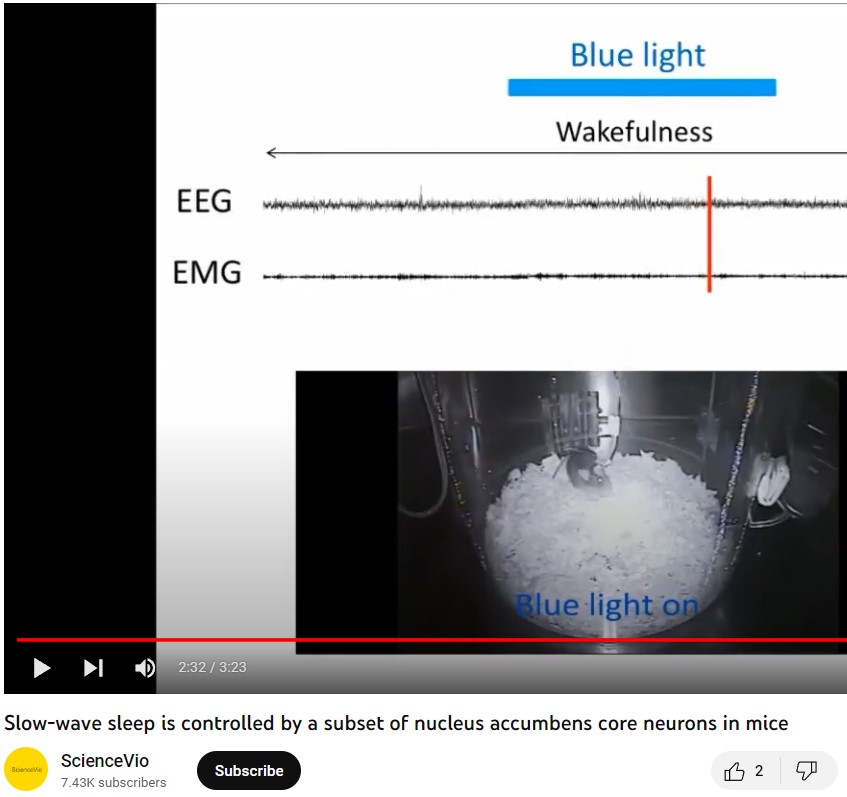 Blue light
Wakefulness
EEG
EMG
Blue light on
2:32 / 3:23
Slow-wave sleep is controlled by a subset of nucleus accumbens core neurons in mice
ScienceVio
ScienceVio
7.43K subscribers
Subscribe
2